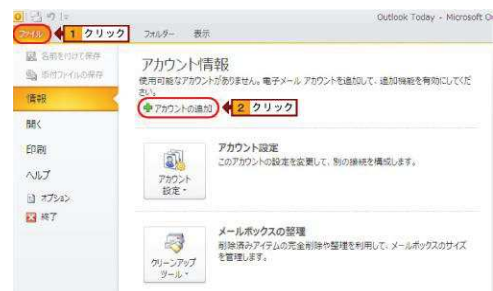 Outlook Today - Microsoft O
ファイル 1 クリック フォルダー 表示
名前を付けて保存
添付ファイルの保存
情報
開く
印刷
ヘルプ
オプション
終了
アカウント情報
使用可能なアカウントがありません。電子メール アカウントを追加して、追加機能を有効にしてくだ
さい。
アカウントの追加 2 クリック
アカウント
設定
アカウント設定
このアカウントの設定を変更して、別の接続を構成します。
クリーンアップ
ツール
メールボックスの整理
削除済みアイテムの完全削除や整理を利用して、メールボックスのサイズ
を管理します。